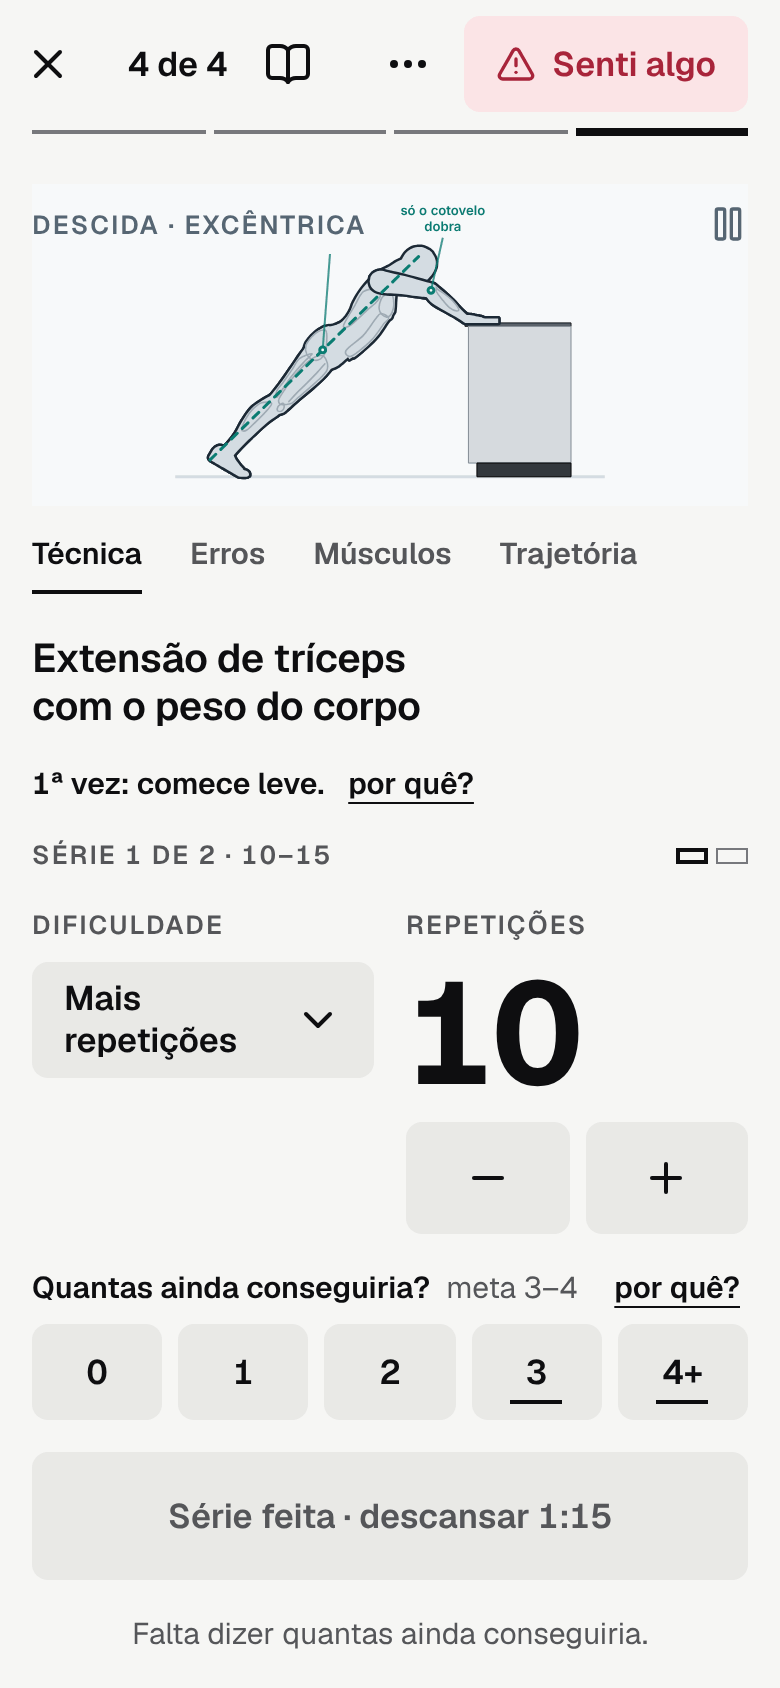 4 de 4
Senti algo
DESCIDA · EXCÊNTRICA
só o cotovelo
dobra
Técnica
Erros
Músculos
Trajetória
Extensão de tríceps
com o peso do corpo
1ª vez: comece leve. por quê?
SÉRIE 1 DE 2 · 10–15
DIFICULDADE
Mais
repetições
REPETIÇÕES
10
Quantas ainda conseguiria? meta 3–4 por quê?
0
1
2
3
4+
Série feita · descansar 1:15
Falta dizer quantas ainda conseguiria.